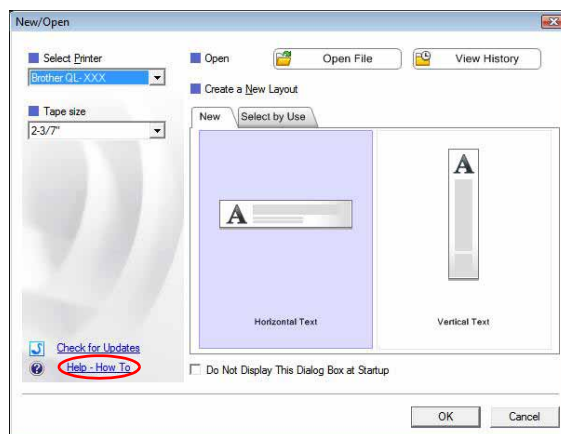 New/Open
Select Printer
Brother QL-XXX
Tape size
2-3/7"
Check for Updates
Help - How To
Open
Open File
View History
Create a New Layout
New
Select by Use
A
Horizontal Text
A
Vertical Text
Do Not Display This Dialog Box at Startup
OK
Cancel